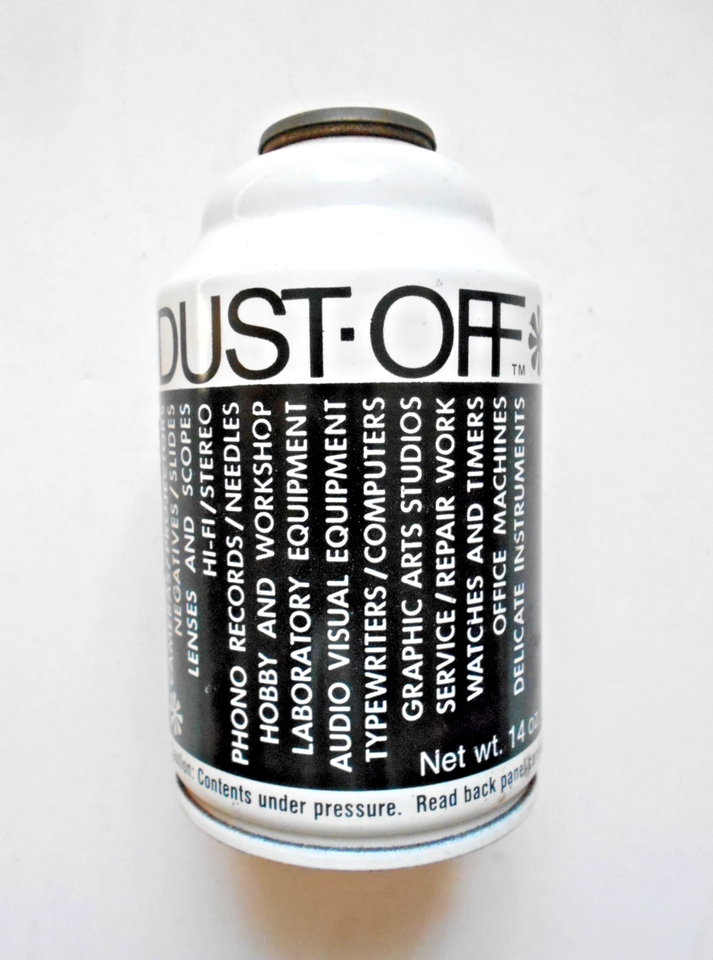 DUST·OFF
TM
NEGATIVES/SLIDES
LENSES AND SCOPES
HI-FI/STEREO
PHONO RECORDS/NEEDLES
HOBBY AND WORKSHOP
LABORATORY EQUIPMENT
AUDIO VISUAL EQUIPMENT
TYPEWRITERS/COMPUTERS
GRAPHIC ARTS STUDIOS
SERVICE/REPAIR WORK
WATCHES AND TIMERS
OFFICE MACHINES
DELICATE INSTRUMENTS
Net wt. 14 oz.
Contents under pressure. Read back panel